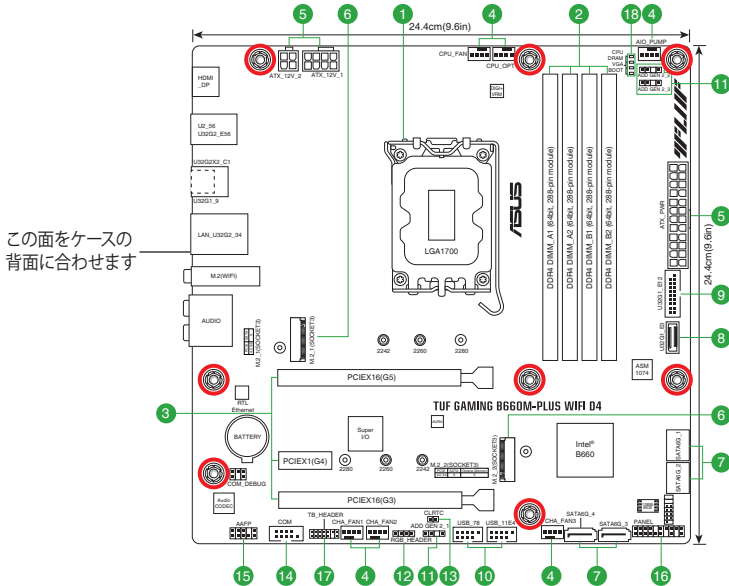 5
6
1
4
2
18
4
24.4cm(9.6in)
ATX_12V_2
ATX_12V_1
CPU_FAN
CPU_OPT
AIO_PUMP
CPU
DRAM
VGA
BOOT
ADD GEN 2_2
ADD GEN 2_3
11
HDMI
_DP
DIGI+
VRM
U2_56
U32G2_E56
U32G2X2_C1
U32G1_9
この面をケースの
背面に合わせます
LAN_U32G2_34
M.2(WIFI)
AUDIO
LGA1700
ASUS
DDR4 DIMM_A1 (64bit, 288-pin module)
DDR4 DIMM_A2 (64bit, 288-pin module)
DDR4 DIMM_B1 (64bit, 288-pin module)
DDR4 DIMM_B2 (64bit, 288-pin module)
ATX_PWR
5
24.4cm(9.6in)
U32G1_E12
9
U32G1_E3
8
M.2_1(SOCKET3)
M.2_1(SOCKET3)
2242
2260
2280
ASM
1074
3
PCIEX16(G5)
RTL
Ethernet
TUF GAMING B660M-PLUS WIFI D4
BATTERY
Super
I/O
AURA
6
PCIEX1(G4)
2280
2260
2242
M.2_2(SOCKET3)
M.2_2(SOCKET3)
Intel®
B660
SATA6G_1
SATA6G_2
7
COM_DEBUG
Audio
CODEC
PCIEX16(G3)
AAFP
COM
TB_HEADER
CHA_FAN1
CHA_FAN2
RGB_HEADER
ADD GEN 2_1
CLRTC
USB_78
USB_11E4
CHA_FAN3
SATA6G_4
SATA6G_3
PANEL
15
14
17
4
12
11
13
10
4
7
16